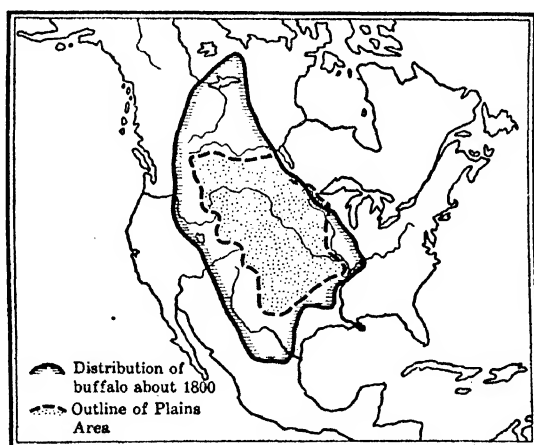 Distribution of
buffalo about 1800
Outline of Plains
Area